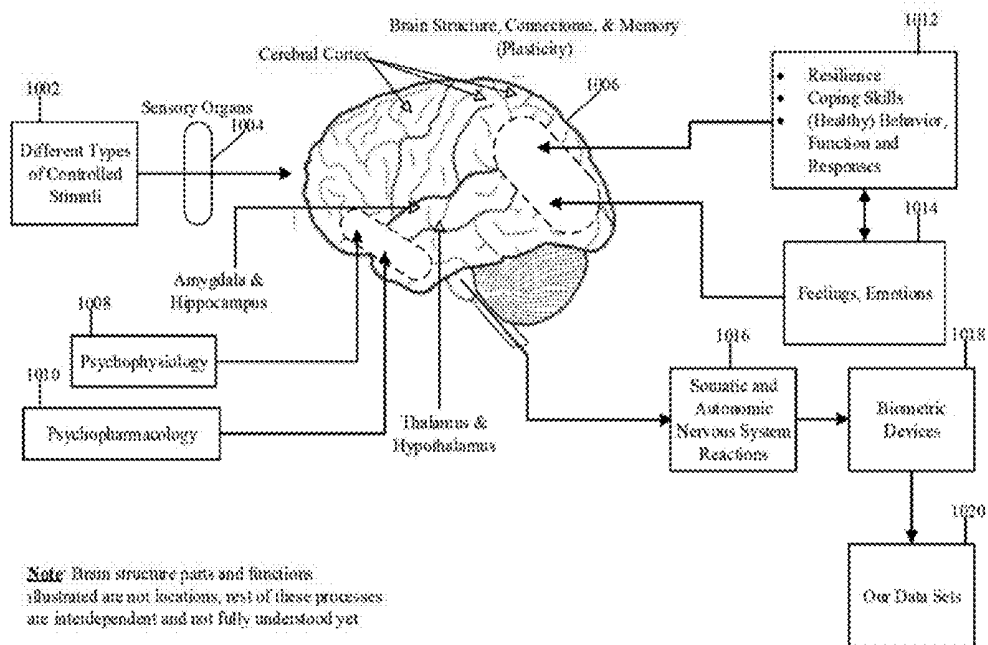 Brain Structure, Connectome, & Memory
(Plasticity)
Cerebral Cortex
1012
• Resilience
• Coping Skills
• (Healthy) Behavior,
Function and
Responses
1002
Different Types
of Controlled
Stimuli
Sensory Organs
1004
1006
1014
Feelings, Emotions
Amygdala &
Hippocampus
1008
Psychophysiology
1010
Psychopharmacology
Thalamus &
Hypothalamus
1016
Somatic and
Autonomic
Nervous System
Reactions
1018
Biometric
Devices
1020
Our Data Sets
Note: Brain structure parts and functions
illustrated are not locations, rest of these processes
are interdependent and not fully understood yet